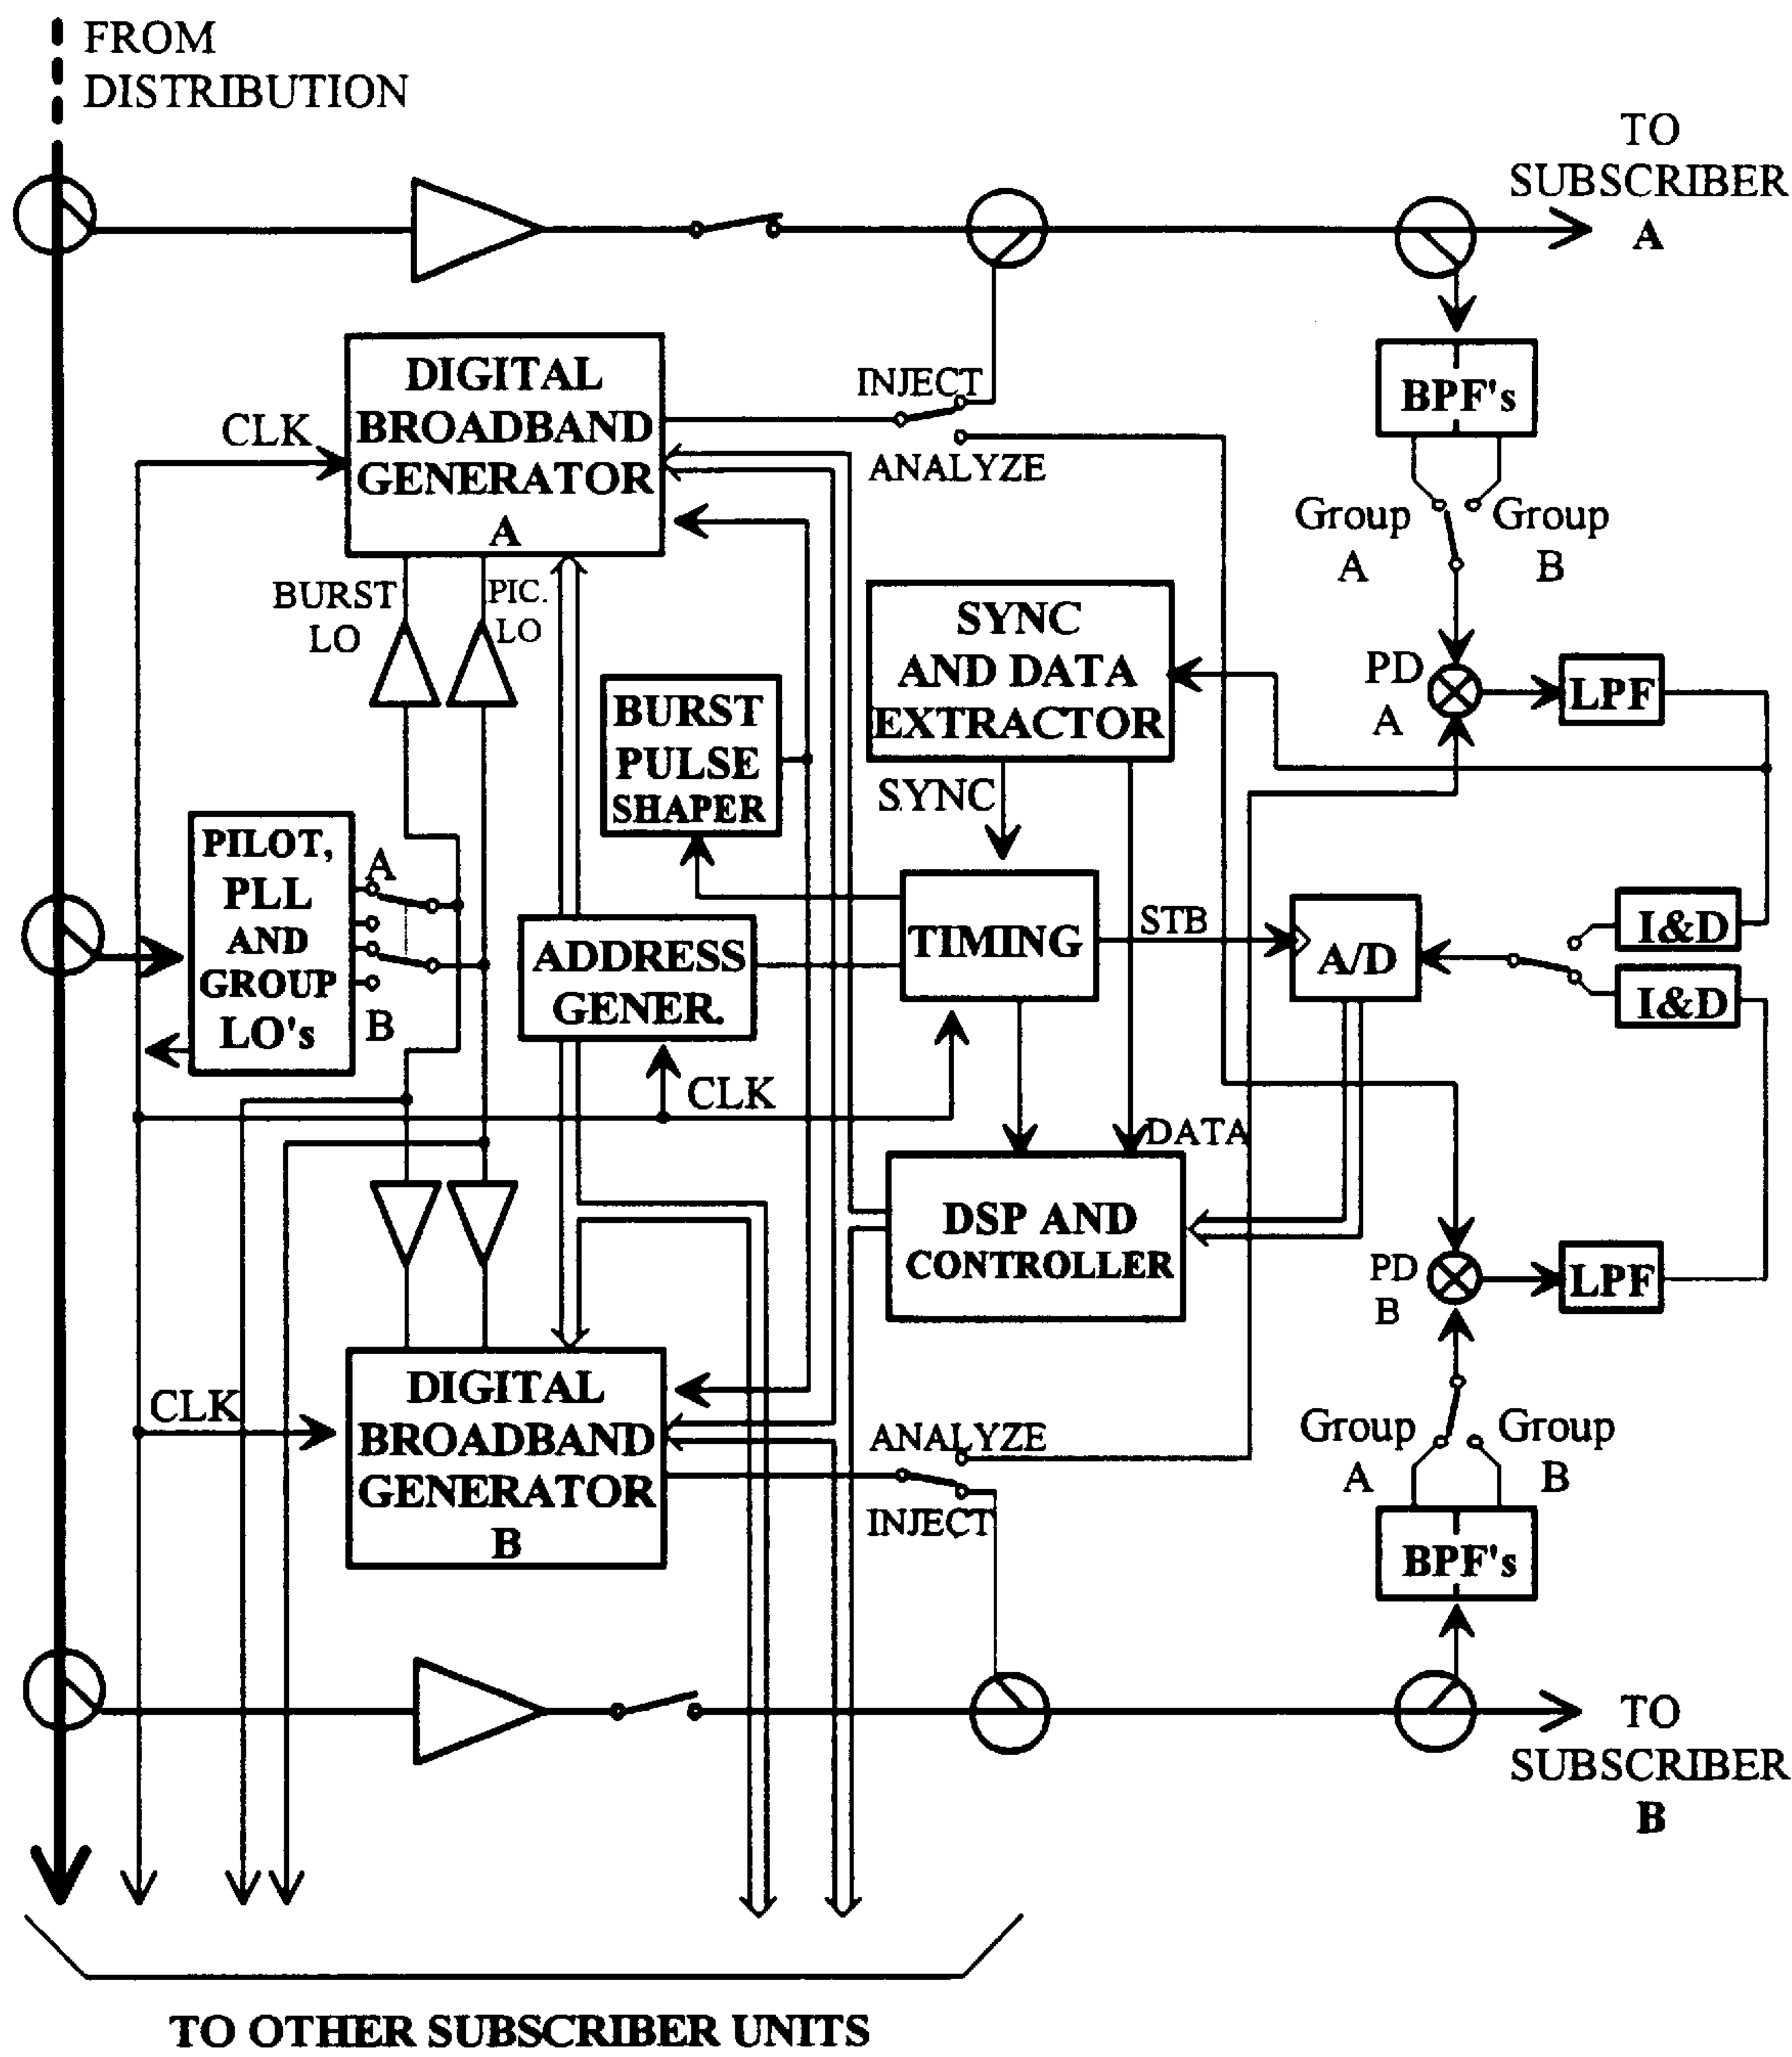 FROM
DISTRIBUTION
TO
SUBSCRIBER
A
DIGITAL
BROADBAND
GENERATOR
A
CLK
INJECT
ANALYZE
BPF's
Group
A
Group
B
BURST
LO
PIC.
LO
SYNC
AND DATA
EXTRACTOR
PD
A
LPF
BURST
PULSE
SHAPER
SYNC
PILOT,
PLL
AND
GROUP
LO's
A
B
TIMING
STB
A/D
I&D
I&D
ADDRESS
GENER.
CLK
DATA
DSP AND
CONTROLLER
PD
B
LPF
DIGITAL
BROADBAND
GENERATOR
B
CLK
ANALYZE
INJECT
Group
A
Group
B
BPF's
TO
SUBSCRIBER
B
TO OTHER SUBSCRIBER UNITS